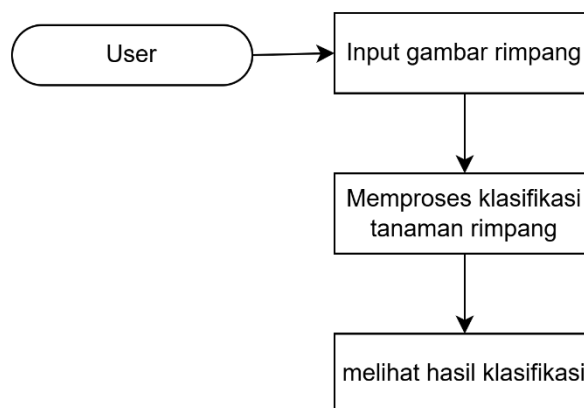 User
Input gambar rimpang
Memproses klasifikasi
tanaman rimpang
melihat hasil klasifikasi